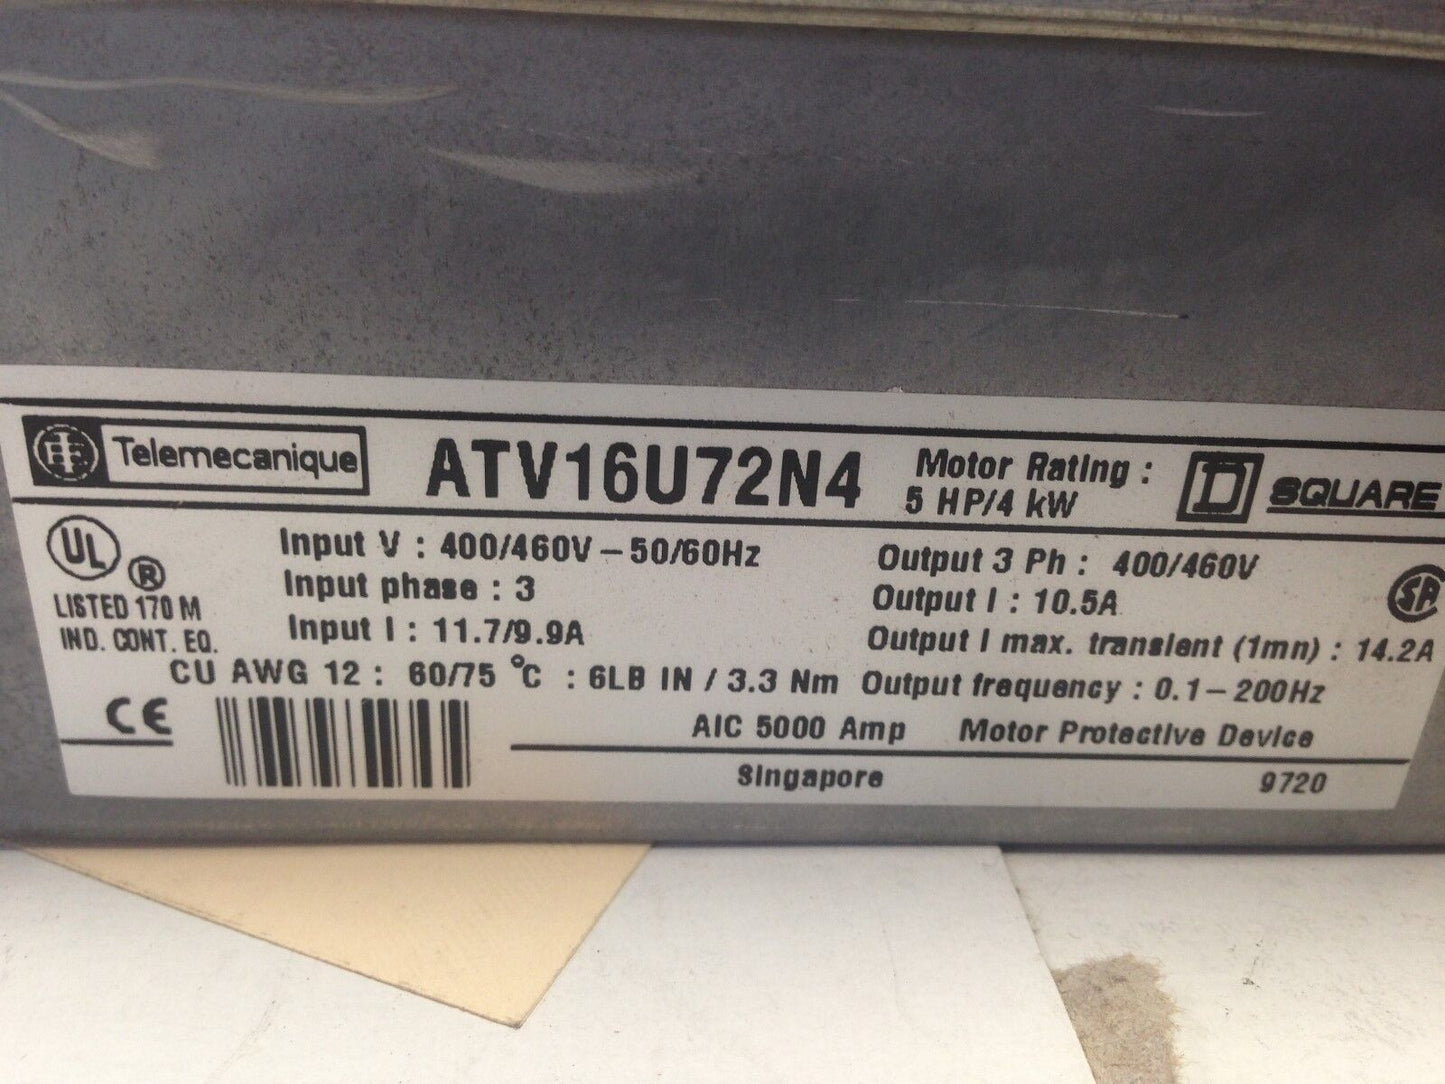 Telemecanique ATV16U72N4 Motor Rating : 5 HP/4 kW D SQUARE
UL ® LISTED 170 M IND. CONT. EQ.
Input V : 400/460V – 50/60Hz
Input phase : 3
Input I : 11.7/9.9A
Output 3 Ph : 400/460V
Output I : 10.5A
Output I max. transient (1mn) : 14.2A
CU AWG 12 : 60/75 °C : 6LB IN / 3.3 Nm Output frequency : 0.1 – 200Hz
CE
AIC 5000 Amp Motor Protective Device
Singapore 9720